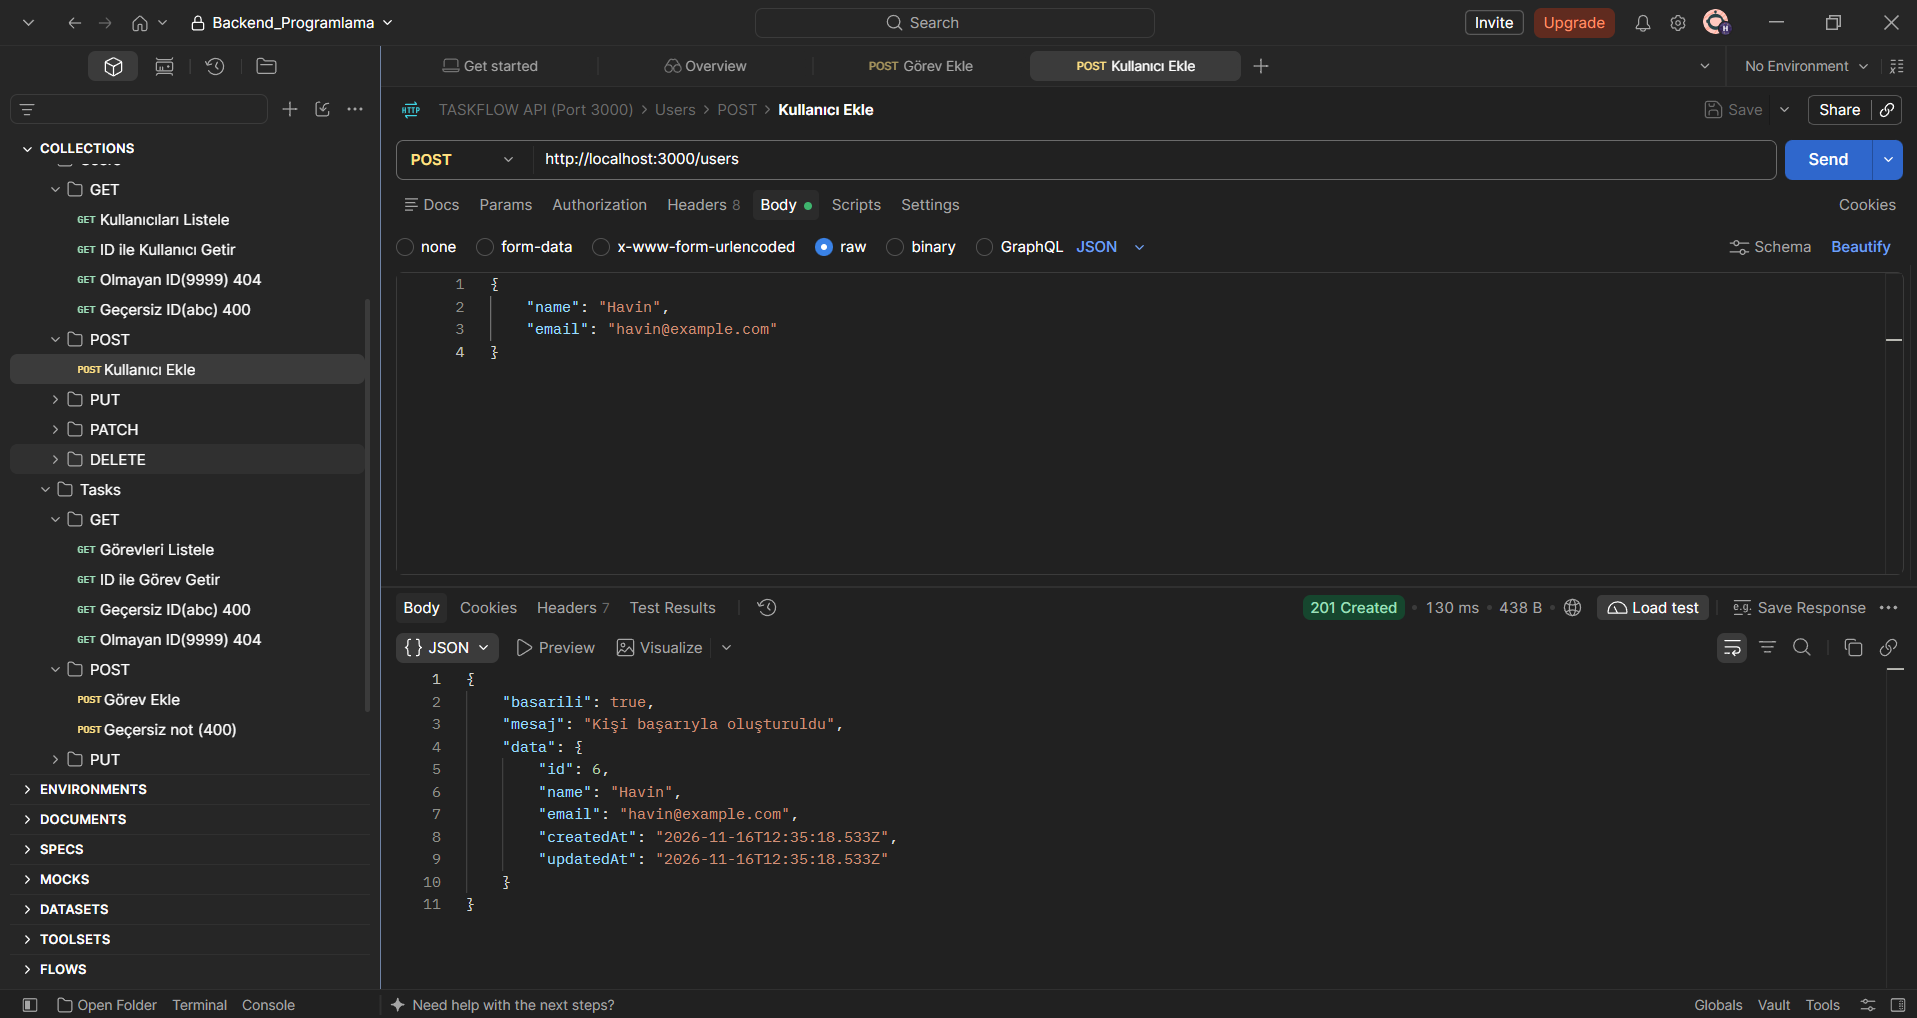 Backend_Programlama
Search
Invite
Upgrade
H
Get started
Overview
POST Görev Ekle
POST Kullanıcı Ekle
No Environment
HTTP TASKFLOW API (Port 3000) > Users > POST > Kullanıcı Ekle
Save
Share
COLLECTIONS
GET
GET Kullanıcıları Listele
GET ID ile Kullanıcı Getir
GET Olmayan ID(9999) 404
GET Geçersiz ID(abc) 400
POST
POST Kullanıcı Ekle
PUT
PATCH
DELETE
Tasks
GET
GET Görevleri Listele
GET ID ile Görev Getir
GET Geçersiz ID(abc) 400
GET Olmayan ID(9999) 404
POST
POST Görev Ekle
POST Geçersiz not (400)
PUT
ENVIRONMENTS
DOCUMENTS
SPECS
MOCKS
DATASETS
TOOLSETS
FLOWS
POST
http://localhost:3000/users
Send
Docs Params Authorization Headers 8 Body Scripts Settings
Cookies
none form-data x-www-form-urlencoded raw binary GraphQL JSON
Schema Beautify
1 {
2 "name": "Havin",
3 "email": "havin@example.com"
4 }
Body Cookies Headers 7 Test Results
201 Created • 130 ms • 438 B •
Load test
e.g. Save Response
{} JSON Preview Visualize
1 {
2 "basarili": true,
3 "mesaj": "Kişi başarıyla oluşturuldu",
4 "data": {
5 "id": 6,
6 "name": "Havin",
7 "email": "havin@example.com",
8 "createdAt": "2026-11-16T12:35:18.533Z",
9 "updatedAt": "2026-11-16T12:35:18.533Z"
10 }
11 }
Open Folder Terminal Console
Need help with the next steps?
Globals Vault Tools